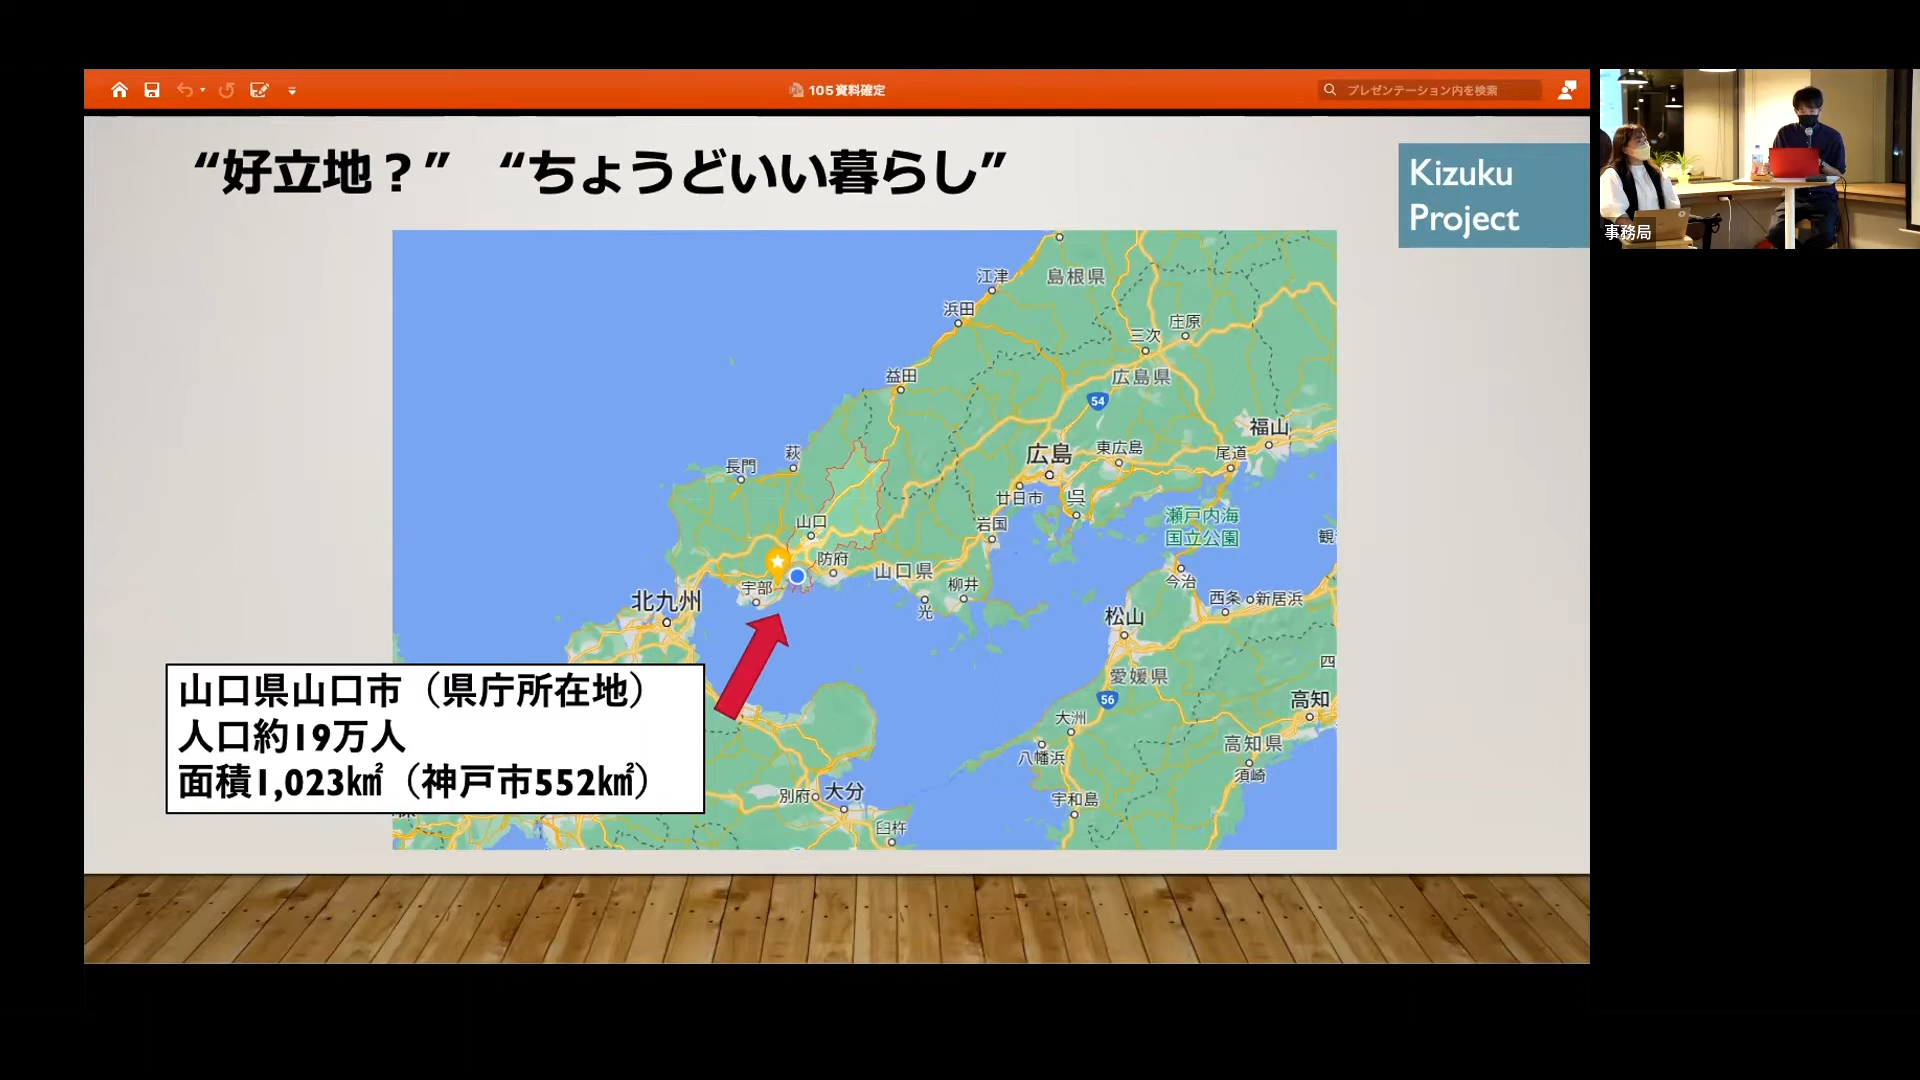 105資料確定
プレゼンテーション内を検索
“好立地？” “ちょうどいい暮らし”
Kizuku
Project
事務局
江津
島根県
浜田
庄原
三次
益田
広島県
54
福山
萩
広島
東広島
尾道
長門
廿日市
呉
山口
岩国
瀬戸内海
国立公園
観
防府
山口県
宇部
柳井
今治
北九州
光
西条
新居浜
松山
四
愛媛県
56
高知
大洲
高知県
八幡浜
須崎
別府
大分
宇和島
臼杵
山口県山口市（県庁所在地）
人口約19万人
面積1,023㎢（神戸市552㎢）